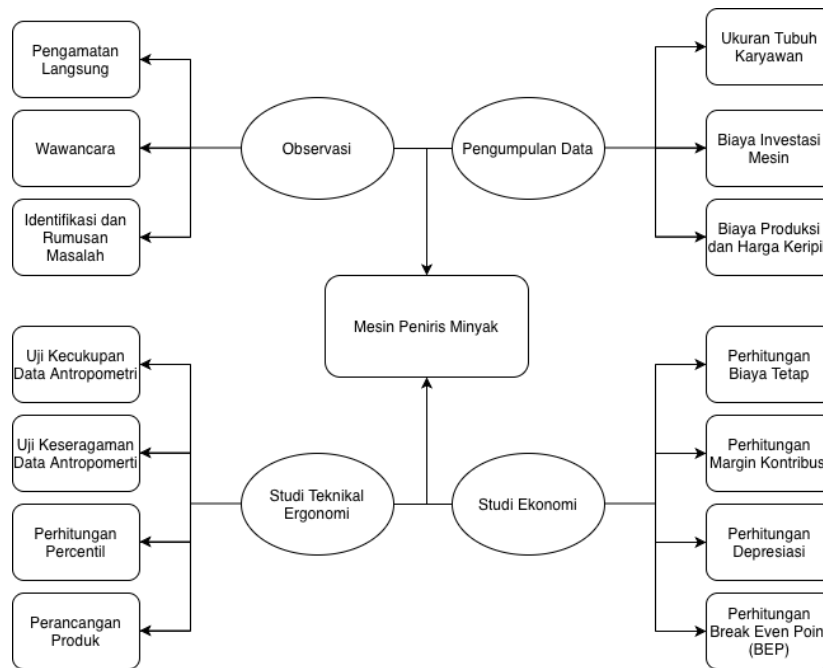 Pengamatan
Langsung
Wawancara
Identifikasi dan
Rumusan
Masalah
Observasi
Pengumpulan Data
Ukuran Tubuh
Karyawan
Biaya Investasi
Mesin
Biaya Produksi
dan Harga Keripi
Mesin Peniris Minyak
Uji Kecukupan
Data Antropometri
Uji Keseragaman
Data Antropomerti
Perhitungan
Percentil
Perancangan
Produk
Studi Teknikal
Ergonomi
Studi Ekonomi
Perhitungan
Biaya Tetap
Perhitungan
Margin Kontribus
Perhitungan
Depresiasi
Perhitungan
Break Even Poin
(BEP)